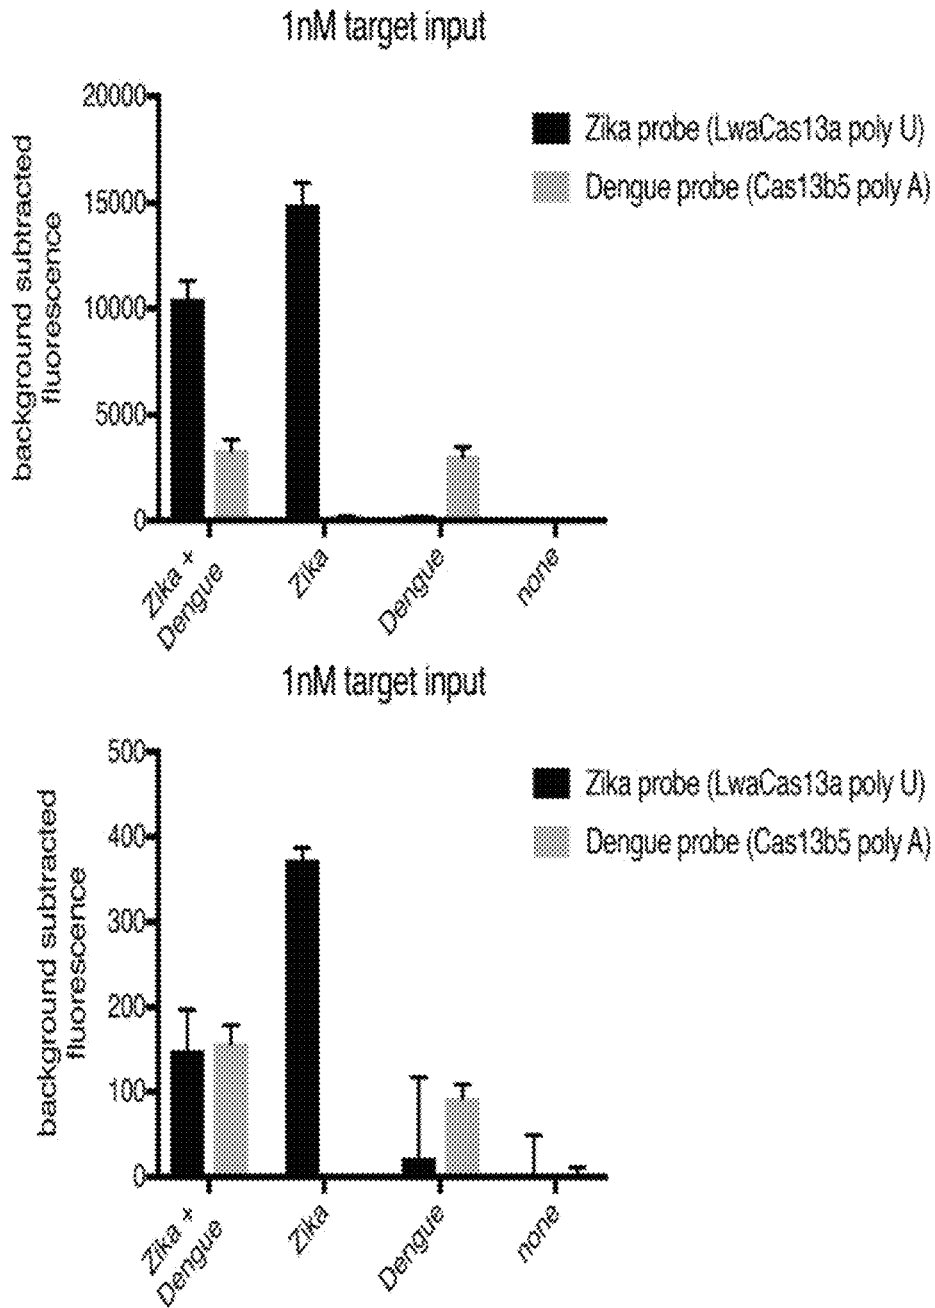 1nM target input
background subtracted
fluorescence
20000
15000
10000
5000
0
Zika probe (LwaCas13a poly U)
Dengue probe (Cas13b5 poly A)
Zika +
Dengue
Zika
Dengue
none
1nM target input
background subtracted
fluorescence
500
400
300
200
100
0
Zika probe (LwaCas13a poly U)
Dengue probe (Cas13b5 poly A)
Zika +
Dengue
Zika
Dengue
none